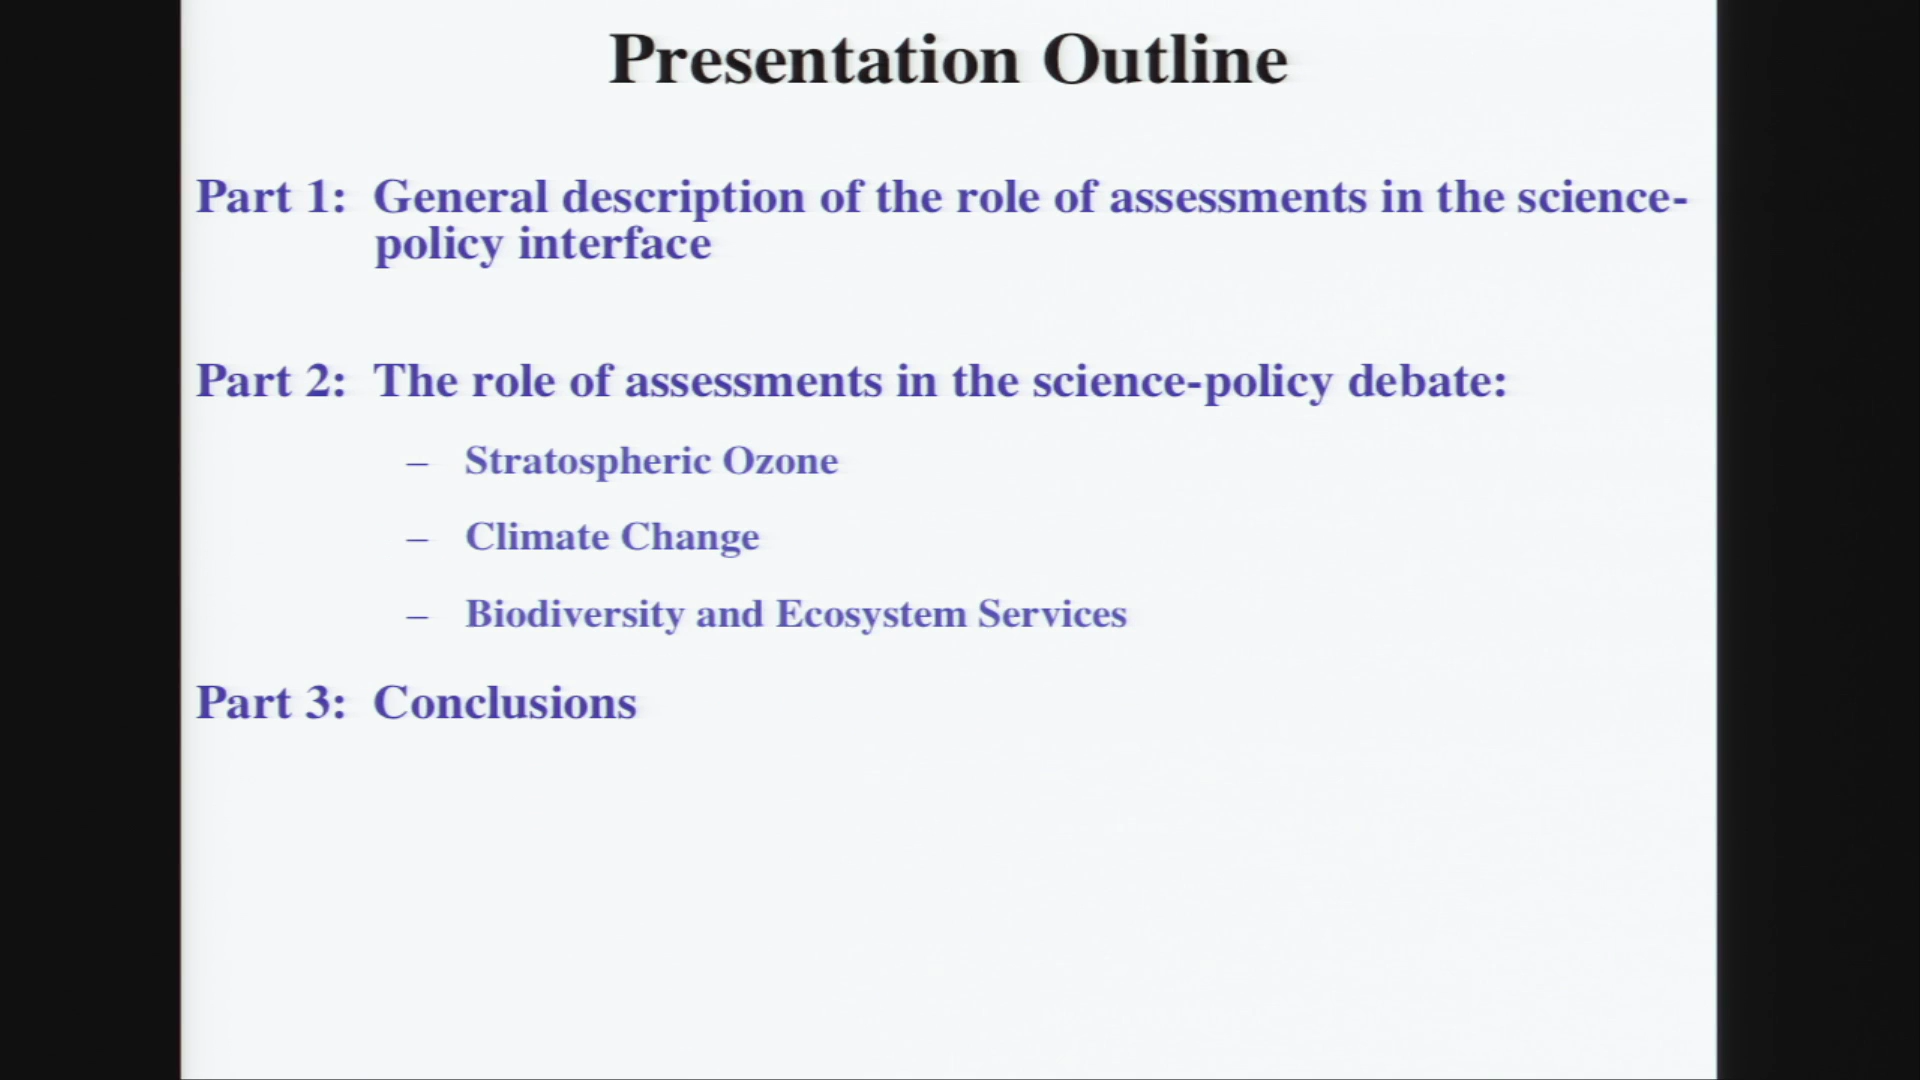 Presentation Outline
Part 1: General description of the role of assessments in the science-
policy interface
Part 2: The role of assessments in the science-policy debate:
– Stratospheric Ozone
– Climate Change
– Biodiversity and Ecosystem Services
Part 3: Conclusions